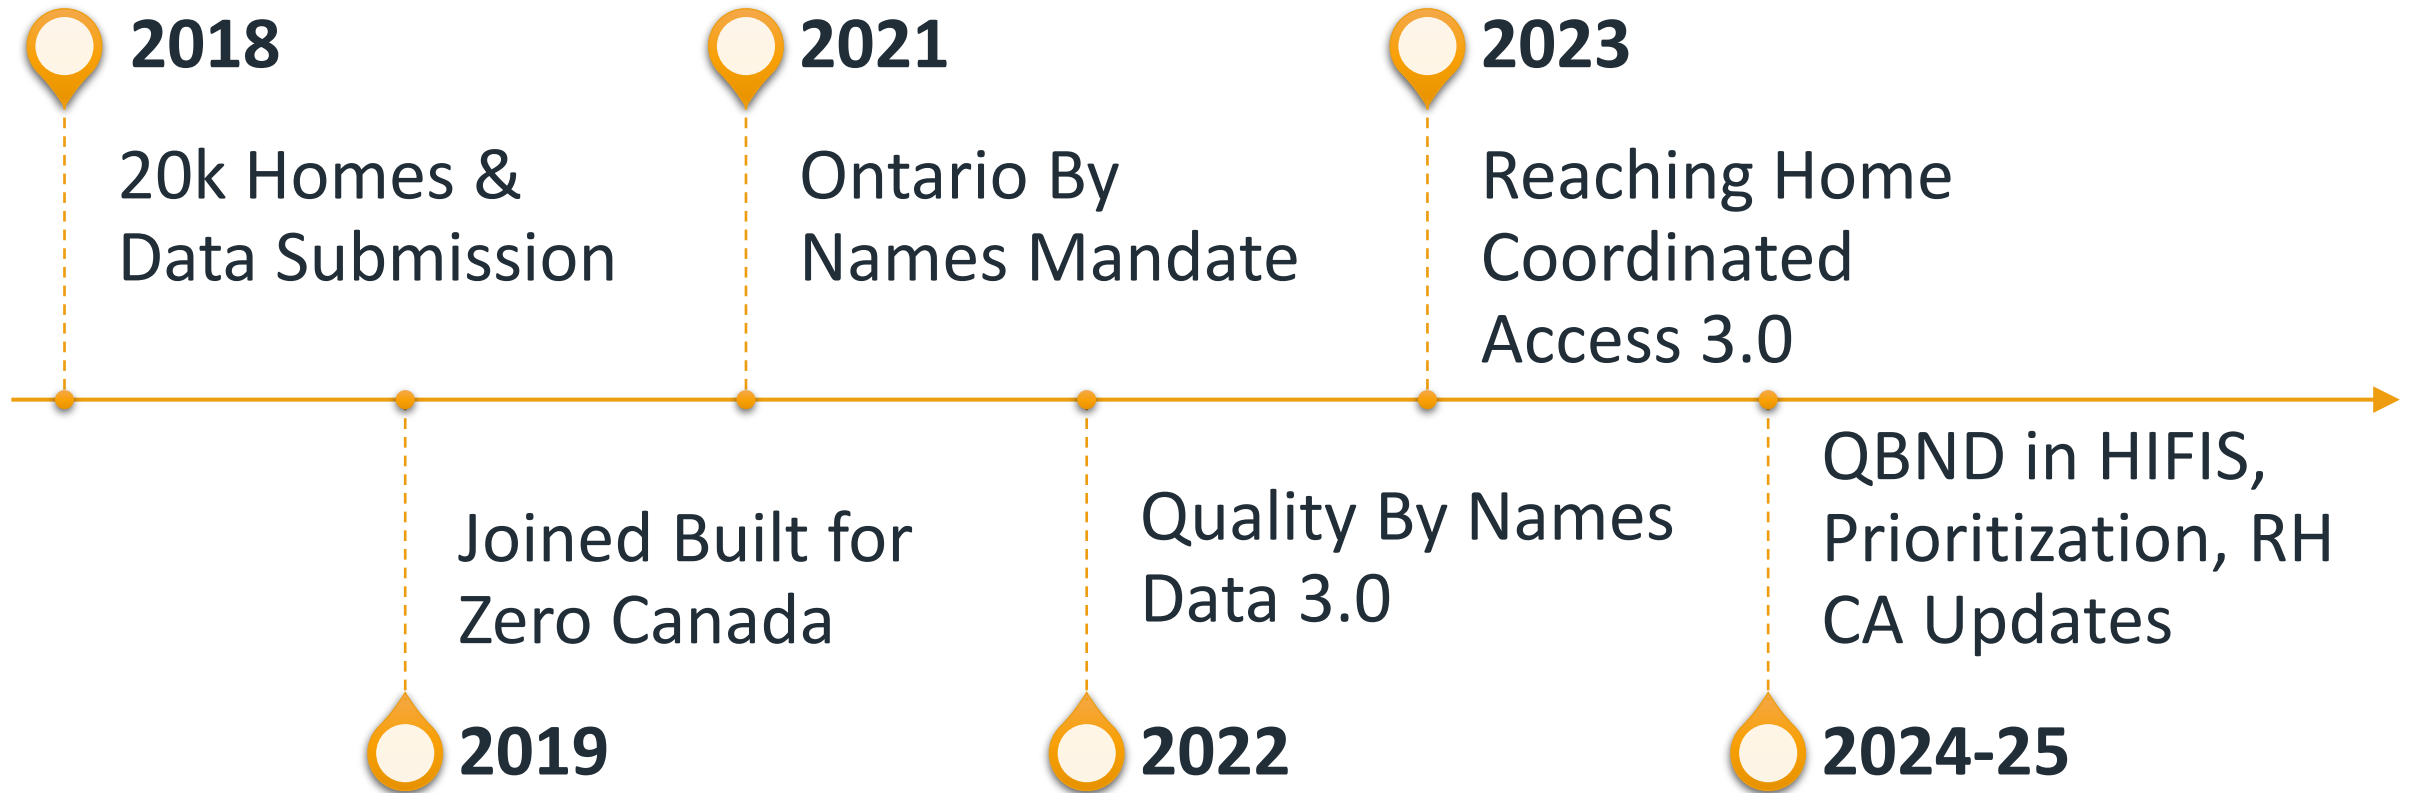 2018
20k Homes &
Data Submission
Joined Built for
Zero Canada
2019
2021
Ontario By
Names Mandate
Quality By Names
Data 3.0
2022
2023
Reaching Home
Coordinated
Access 3.0
QBND in HIFIS,
Prioritization, RH
CA Updates
2024-25